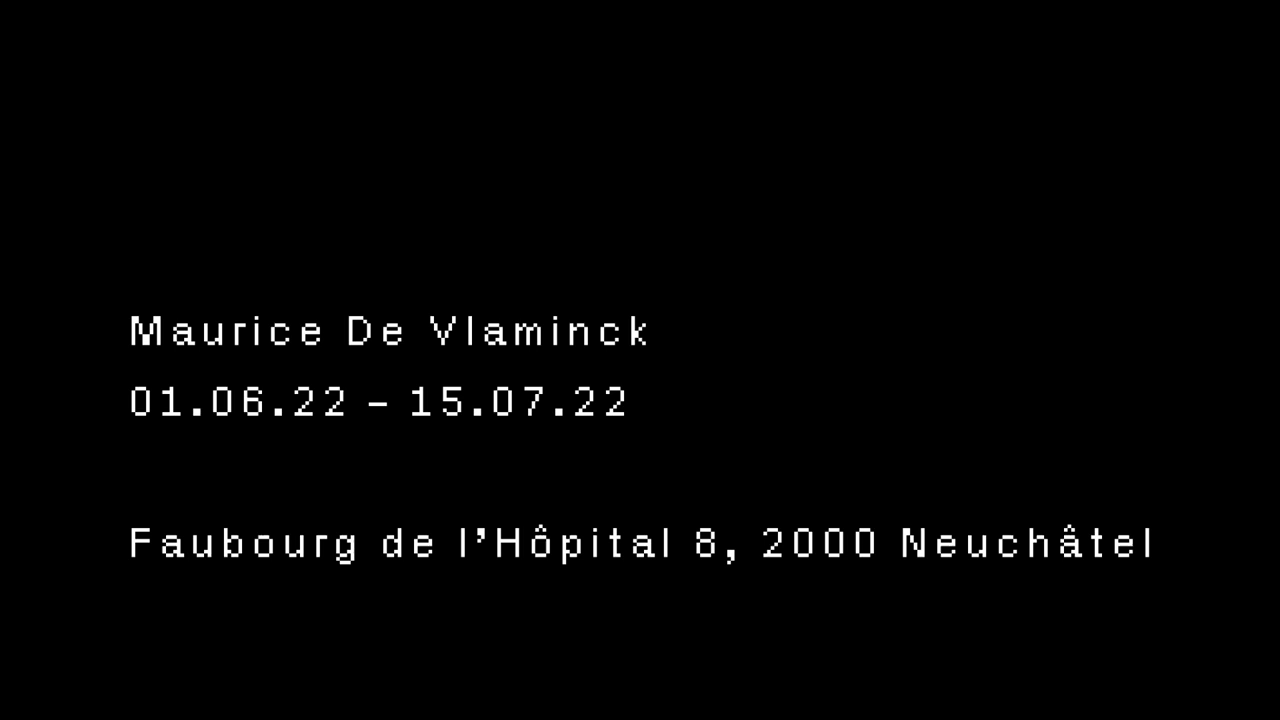 Maurice De Vlaminck
01.06.22 – 15.07.22
Faubourg de l’Hôpital 8, 2000 Neuchâtel